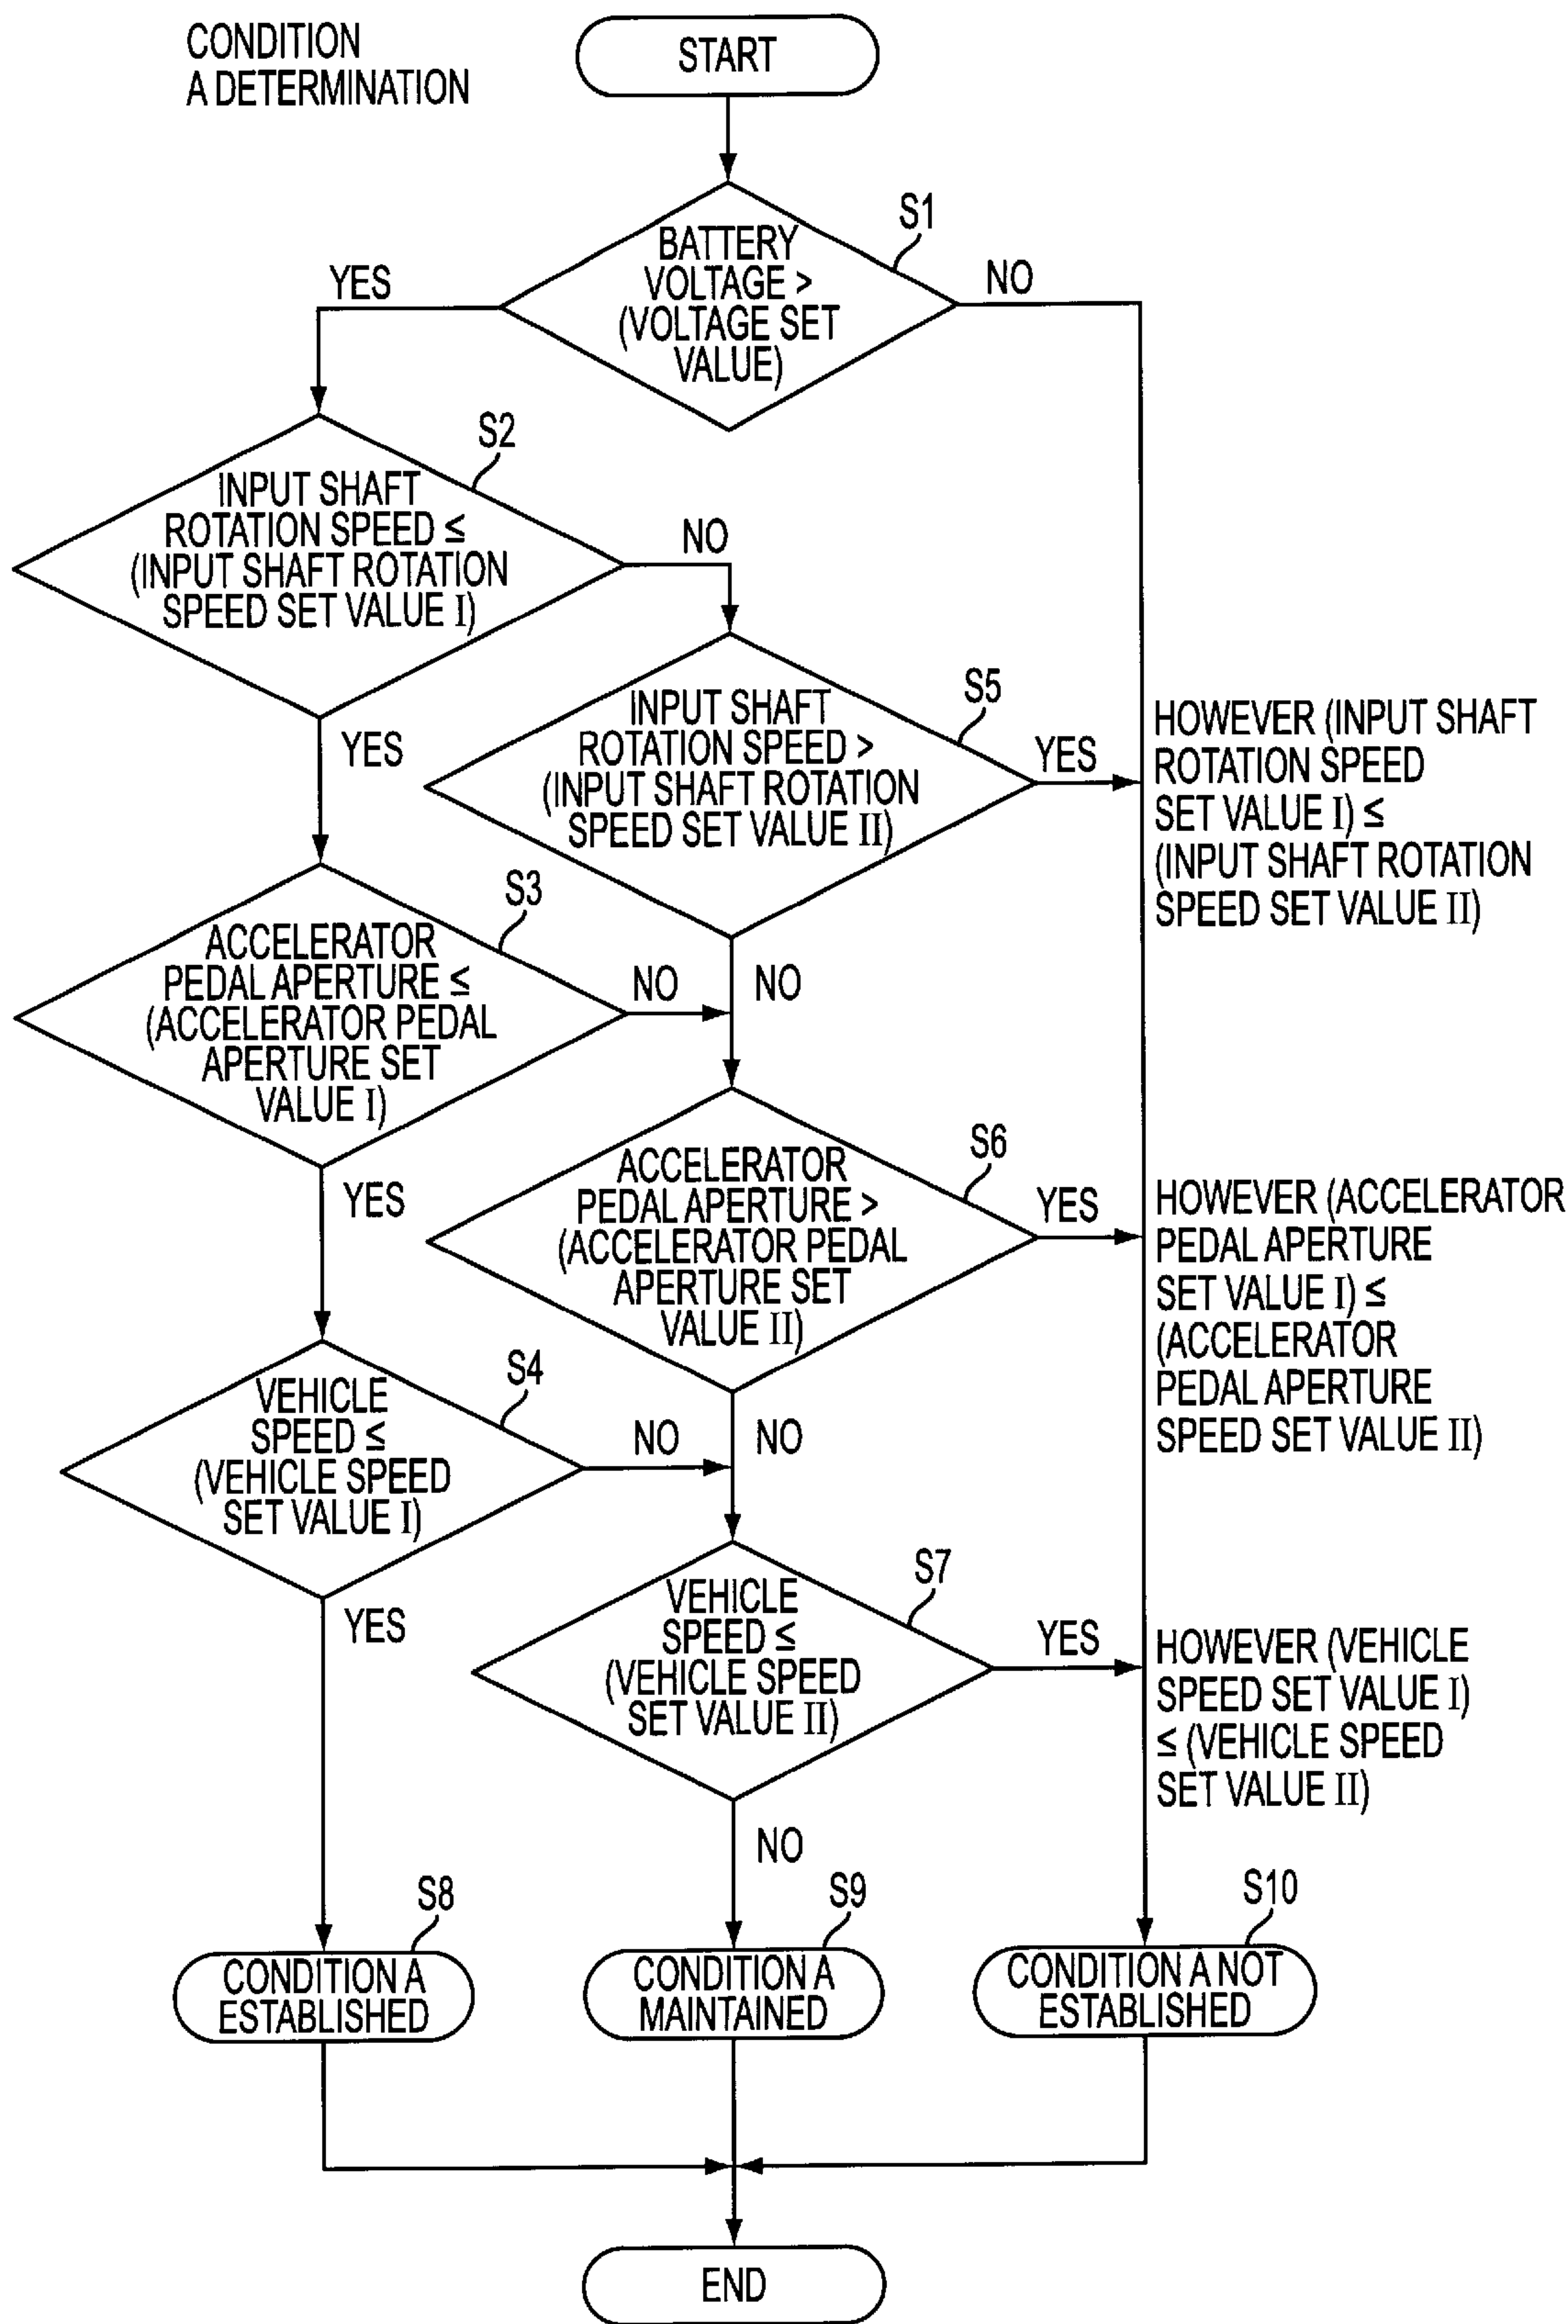 CONDITION
A DETERMINATION
START
S1
BATTERY
VOLTAGE >
(VOLTAGE SET
VALUE)
YES
NO
S2
INPUT SHAFT
ROTATION SPEED ≤
(INPUT SHAFT ROTATION
SPEED SET VALUE I)
NO
YES
S5
INPUT SHAFT
ROTATION SPEED >
(INPUT SHAFT ROTATION
SPEED SET VALUE II)
YES
NO
HOWEVER (INPUT SHAFT
ROTATION SPEED
SET VALUE I) ≤
(INPUT SHAFT ROTATION
SPEED SET VALUE II)
S3
ACCELERATOR
PEDAL APERTURE ≤
(ACCELERATOR PEDAL
APERTURE SET
VALUE I)
NO
YES
S6
ACCELERATOR
PEDAL APERTURE >
(ACCELERATOR PEDAL
APERTURE SET
VALUE II)
YES
NO
HOWEVER (ACCELERATOR
PEDAL APERTURE
SET VALUE I) ≤
(ACCELERATOR
PEDAL APERTURE
SPEED SET VALUE II)
S4
VEHICLE
SPEED ≤
(VEHICLE SPEED
SET VALUE I)
NO
YES
S7
VEHICLE
SPEED ≤
(VEHICLE SPEED
SET VALUE II)
YES
NO
HOWEVER (VEHICLE
SPEED SET VALUE I)
≤ (VEHICLE SPEED
SET VALUE II)
S8
CONDITION A
ESTABLISHED
S9
CONDITION A
MAINTAINED
S10
CONDITION A NOT
ESTABLISHED
END